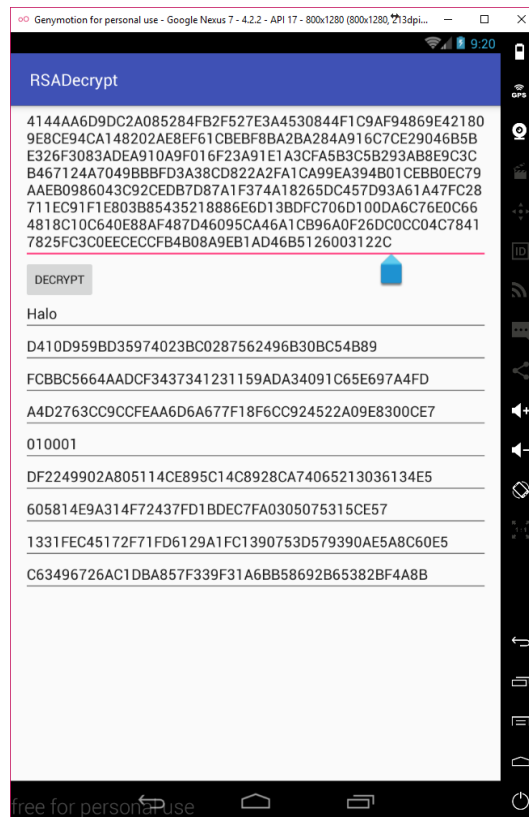 Genymotion for personal use - Google Nexus 7 - 4.2.2 - API 17 - 800x1280 (800x1280, 213dpi...
9:20
RSADecrypt
4144AA6D9DC2A085284FB2F527E3A4530844F1C9AF94869E42180
9E8CE94CA148202AE8EF61CBEBF8BA2BA284A916C7CE29046B5B
E326F3083ADEA910A9F016F23A91E1A3CFA5B3C5B293AB8E9C3C
B467124A7049BBBFD3A38CD822A2FA1CA99EA394B01CEBB0EC79
AAEB0986043C92CEDB7D87A1F374A18265DC457D93A61A47FC28
711EC91F1E803B85435218886E6D13BDFC706D100DA6C76E0C66
4818C10C640E88AF487D46095CA46A1CB96A0F26DC0CC04C7841
7825FC3C0EECECCFB4B08A9EB1AD46B5126003122C
DECRYPT
Halo
D410D959BD35974023BC0287562496B30BC54B89
FCBBC5664AADCF3437341231159ADA34091C65E697A4FD
A4D2763CC9CCFEAA6D6A677F18F6CC924522A09E8300CE7
010001
DF2249902A805114CE895C14C8928CA74065213036134E5
605814E9A314F72437FD1BDEC7FA0305075315CE57
1331FEC45172F71FD6129A1FC1390753D579390AE5A8C60E5
C63496726AC1DBA857F339F31A6BB58692B65382BF4A8B
GPS
ID
free for personal use